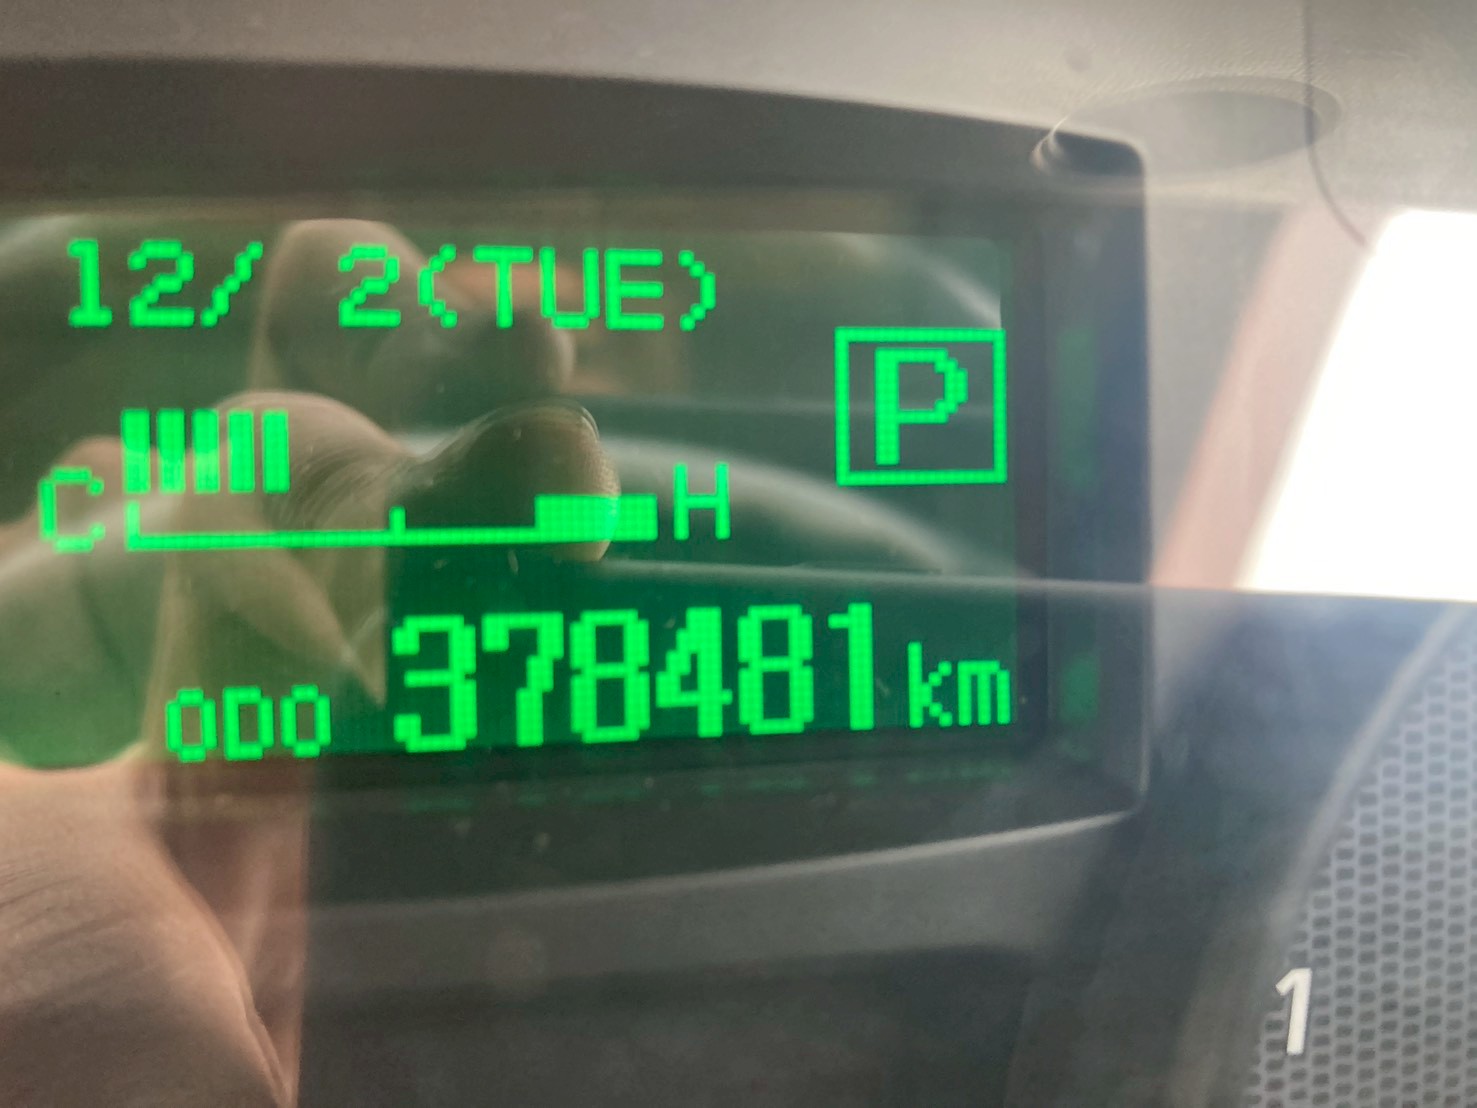 12/ 2(TUE)
P
C H
ODO 378481 km
1